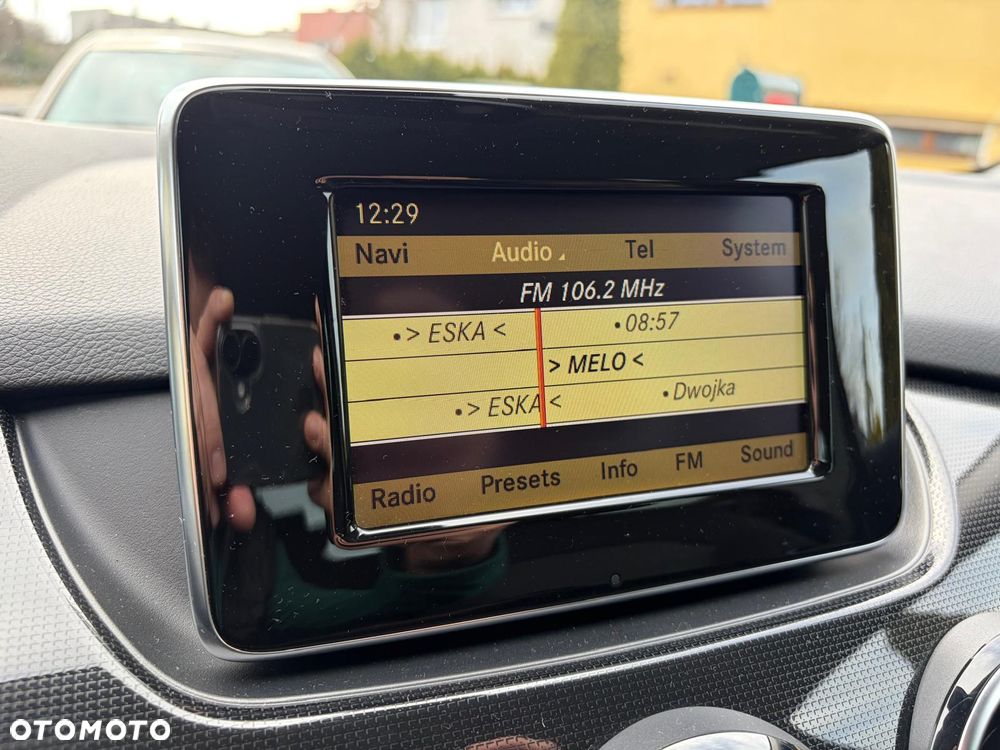 12:29
Navi Audio Tel System
FM 106.2 MHz
•> ESKA < •08:57
> MELO <
•> ESKA < •Dwojka
Radio Presets Info FM Sound
OTOMOTO